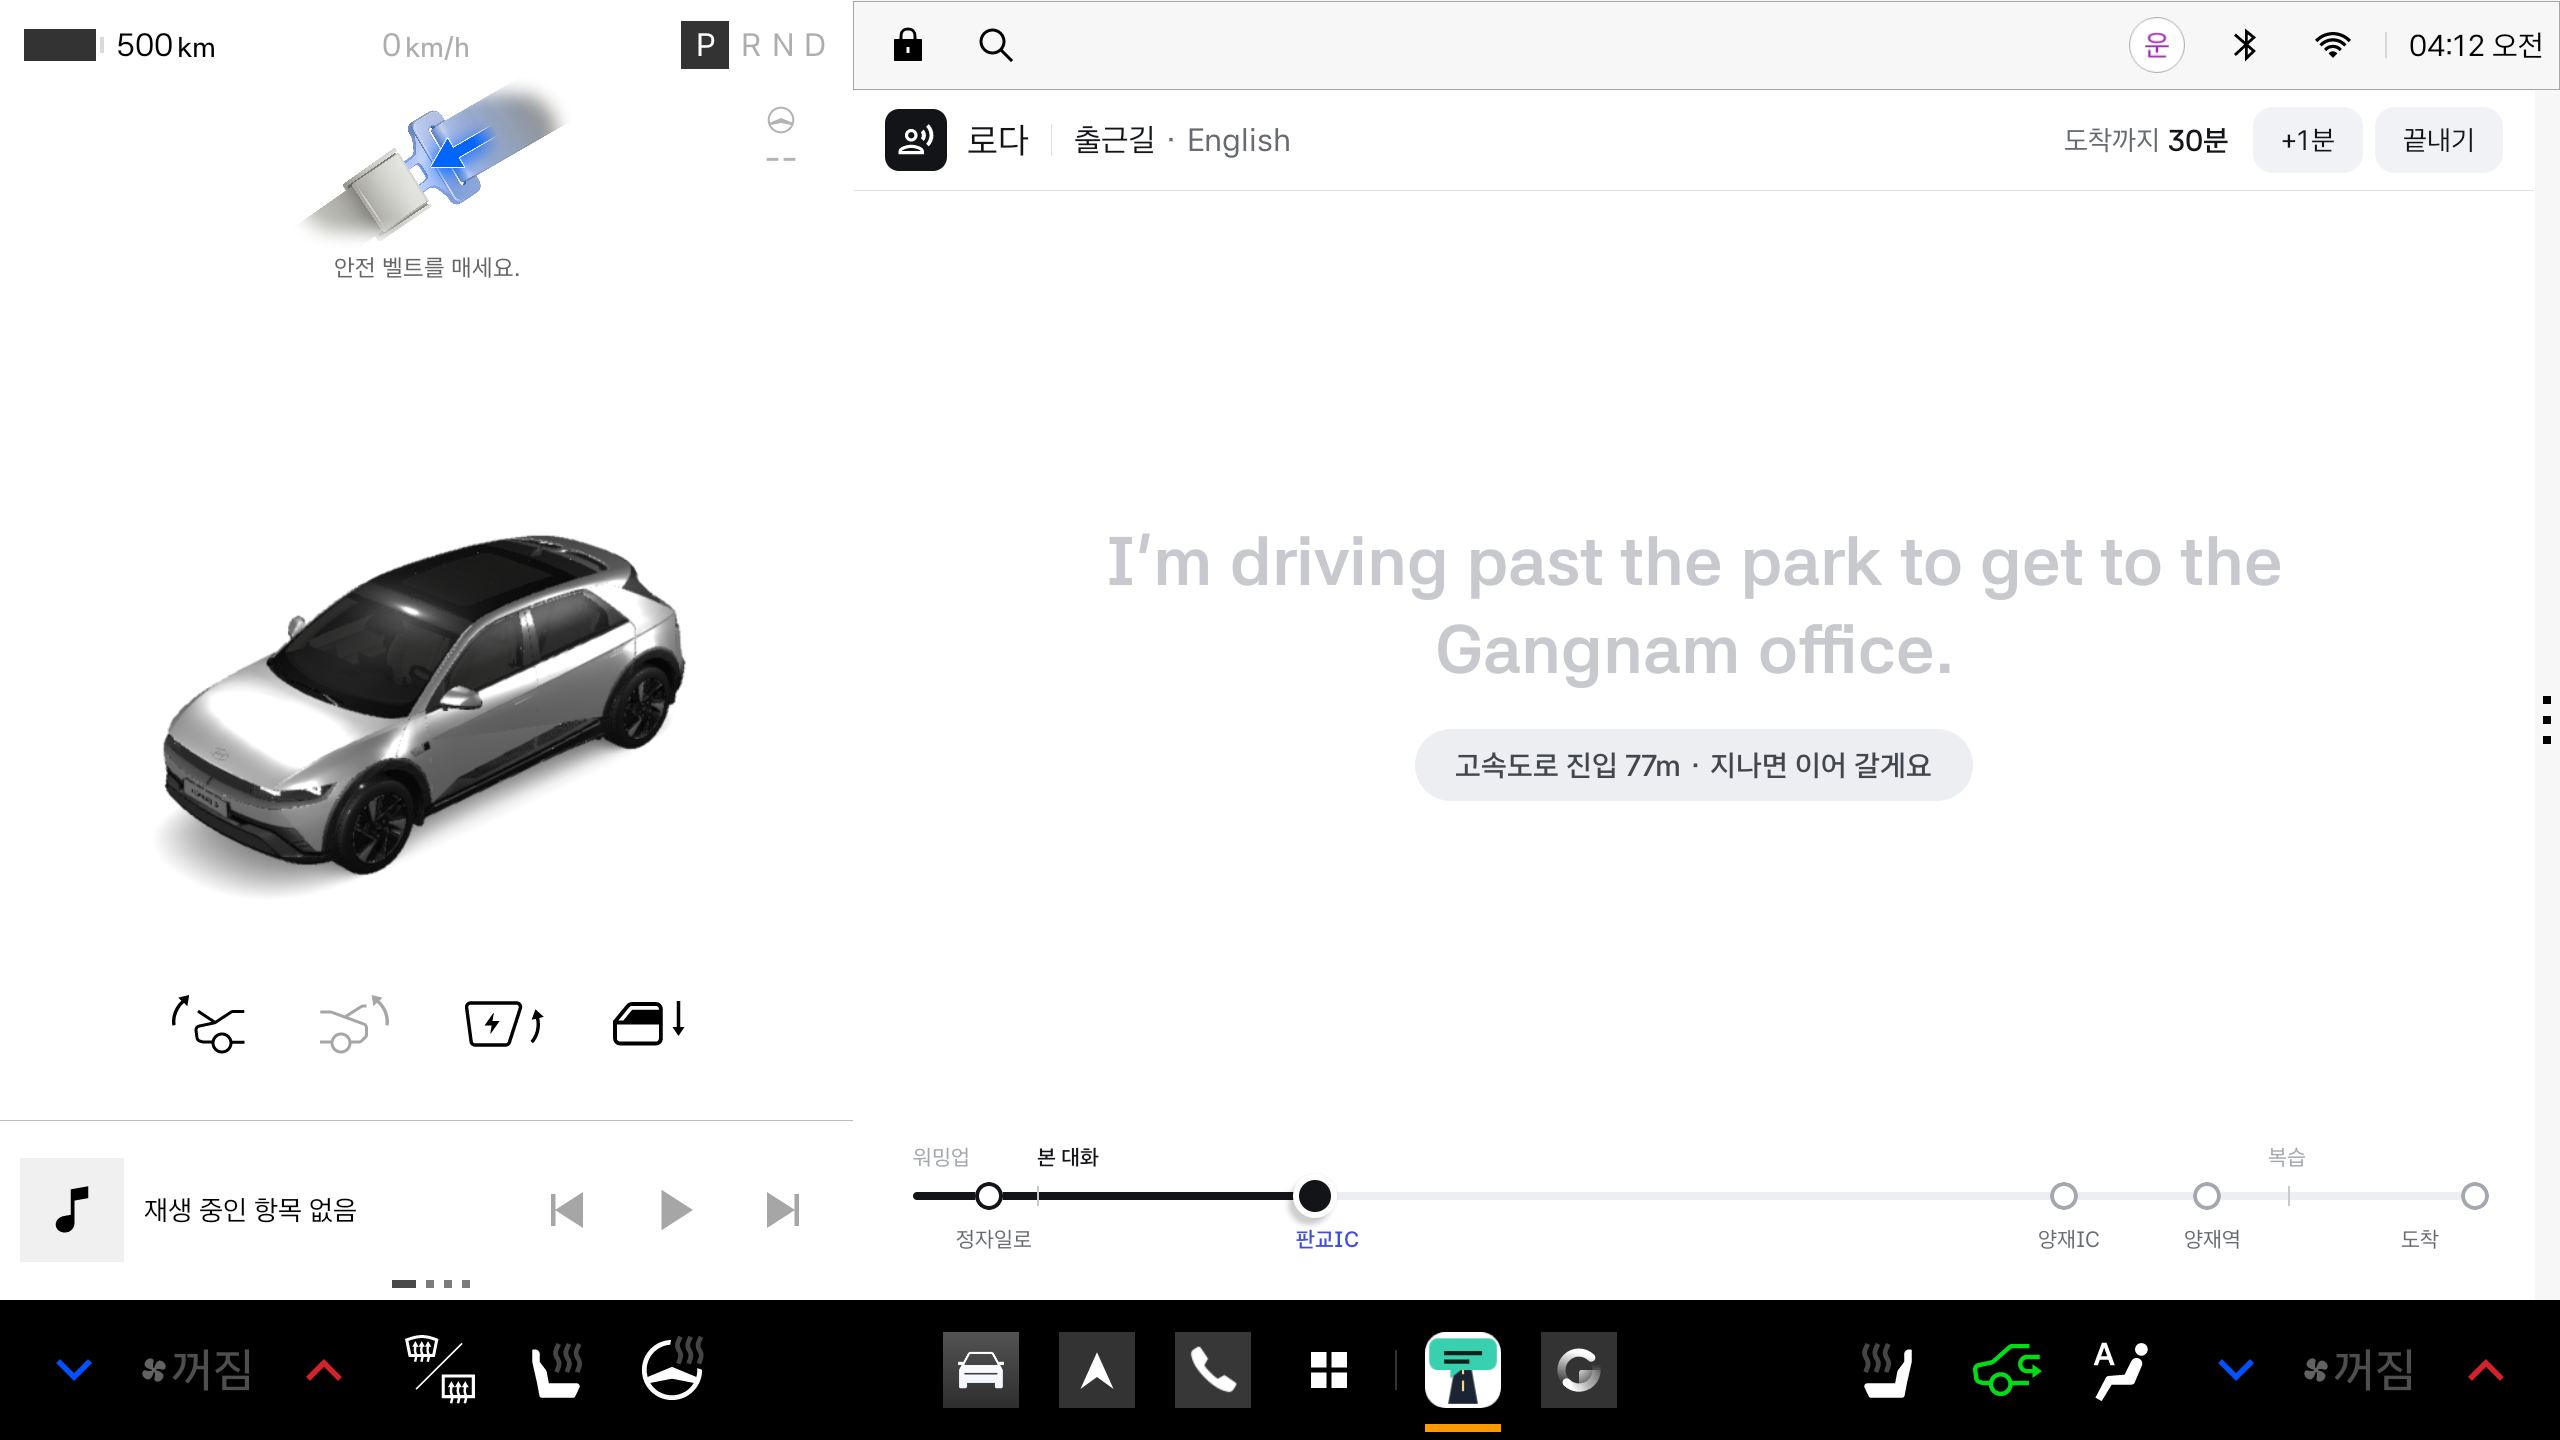 500 km
0 km/h
P R N D
운
04:12 오전
로다
출근길 · English
도착까지 30분
+1분
끝내기
안전 벨트를 매세요.
I'm driving past the park to get to the
Gangnam office.
고속도로 진입 77m · 지나면 이어 갈게요
워밍업
본 대화
복습
정자일로
판교IC
양재IC
양재역
도착
재생 중인 항목 없음
꺼짐
A
꺼짐